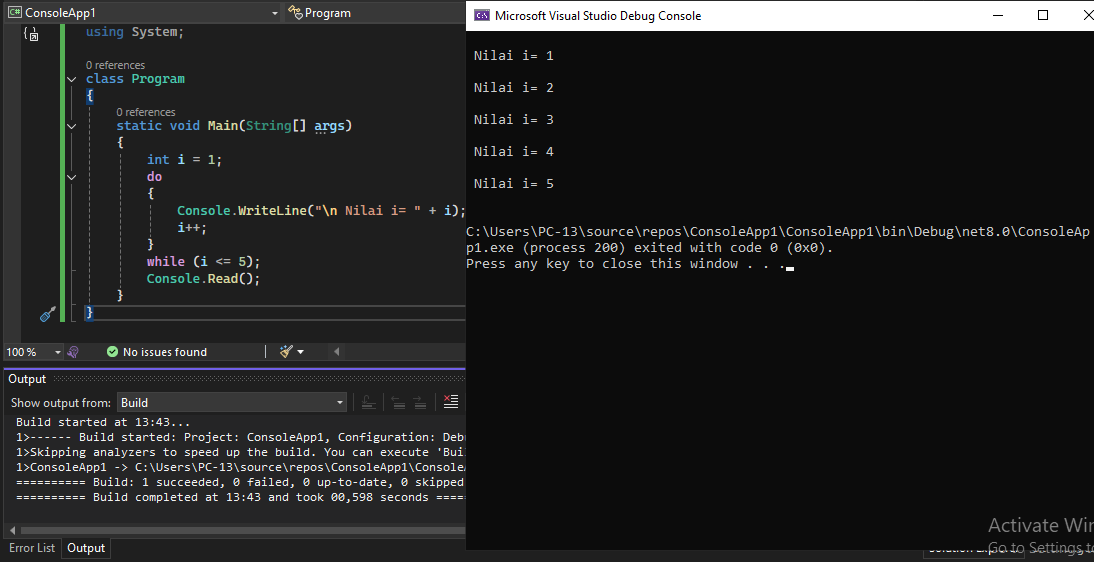 C# ConsoleApp1
Program
using System;
0 references
class Program
{
0 references
static void Main(String[] args)
{
int i = 1;
do
{
Console.WriteLine("\n Nilai i= " + i);
i++;
}
while (i <= 5);
Console.Read();
}
}
100 %
No issues found
Output
Show output from: Build
Build started at 13:43...
1>------ Build started: Project: ConsoleApp1, Configuration: Deb
1>Skipping analyzers to speed up the build. You can execute 'Bui
1>ConsoleApp1 -> C:\Users\PC-13\source\repos\ConsoleApp1\Console
========== Build: 1 succeeded, 0 failed, 0 up-to-date, 0 skipped
========== Build completed at 13:43 and took 00,598 seconds ====
Error List
Output
Microsoft Visual Studio Debug Console
Nilai i= 1
Nilai i= 2
Nilai i= 3
Nilai i= 4
Nilai i= 5
C:\Users\PC-13\source\repos\ConsoleApp1\ConsoleApp1\bin\Debug\net8.0\ConsoleAp
p1.exe (process 200) exited with code 0 (0x0).
Press any key to close this window . . .
Activate Win
Go to Settings to